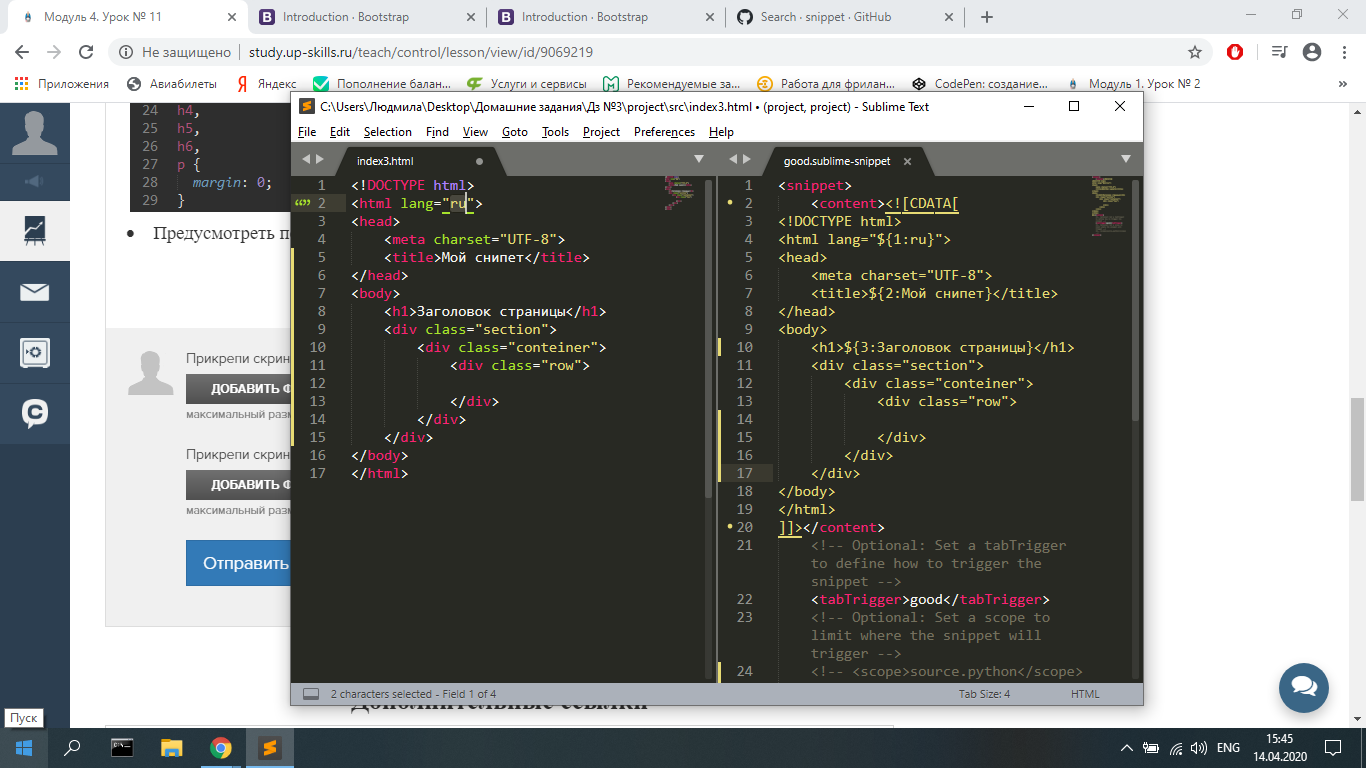 Модуль 4. Урок № 11
Introduction · Bootstrap
Introduction · Bootstrap
Search · snippet · GitHub
Не защищено
study.up-skills.ru/teach/control/lesson/view/id/9069219
Приложения
Авиабилеты
Яндекс
Пополнение балан...
Услуги и сервисы
Рекомендуемые за...
Работа для фрилан...
CodePen: создание...
Модуль 1. Урок № 2
»
24 h4,
25 h5,
26 h6,
27 p {
28 margin: 0;
29 }
Предусмотреть п
Прикрепи скрин
ДОБАВИТЬ Ф
максимальный разм
Прикрепи скрин
ДОБАВИТЬ Ф
максимальный разм
Отправить
C:\Users\Людмила\Desktop\Домашние задания\Дз №3\project\src\index3.html • (project, project) - Sublime Text
File Edit Selection Find View Goto Tools Project Preferences Help
index3.html
1 <!DOCTYPE html>
2 <html lang="ru">
3 <head>
4 <meta charset="UTF-8">
5 <title>Мой снипет</title>
6 </head>
7 <body>
8 <h1>Заголовок страницы</h1>
9 <div class="section">
10 <div class="conteiner">
11 <div class="row">
12
13 </div>
14 </div>
15 </div>
16 </body>
17 </html>
good.sublime-snippet
1 <snippet>
2 <content><![CDATA[
3 <!DOCTYPE html>
4 <html lang="${1:ru}">
5 <head>
6 <meta charset="UTF-8">
7 <title>${2:Мой снипет}</title>
8 </head>
9 <body>
10 <h1>${3:Заголовок страницы}</h1>
11 <div class="section">
12 <div class="conteiner">
13 <div class="row">
14
15 </div>
16 </div>
17 </div>
18 </body>
19 </html>
20 ]]></content>
21 <!-- Optional: Set a tabTrigger
to define how to trigger the
snippet -->
22 <tabTrigger>good</tabTrigger>
23 <!-- Optional: Set a scope to
limit where the snippet will
trigger -->
24 <!-- <scope>source.python</scope>
2 characters selected - Field 1 of 4
Tab Size: 4
HTML
Дополнительные ссылки
Пуск
ENG
15:45
14.04.2020